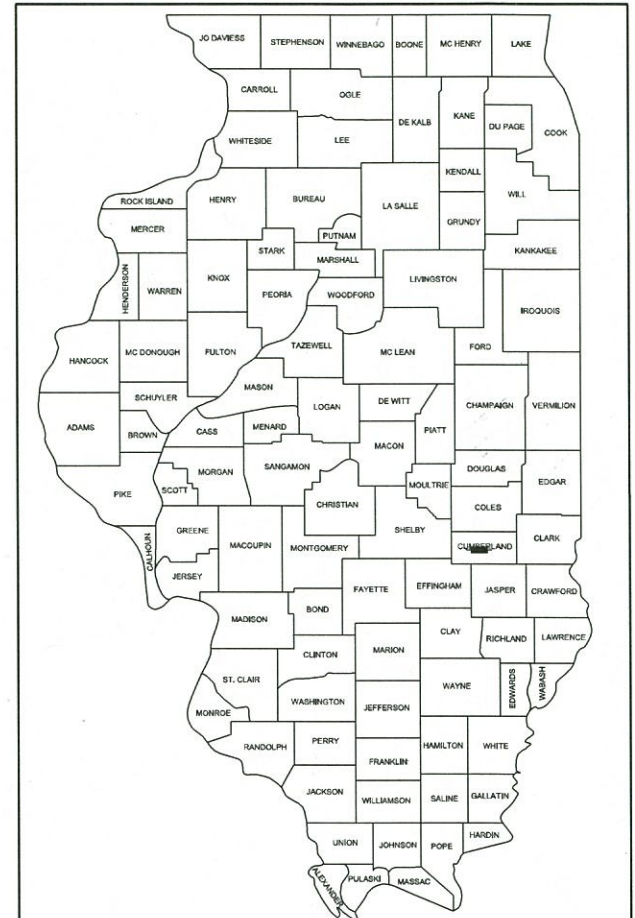 JO DAVIESS
STEPHENSON
WINNEBAGO
BOONE
MC HENRY
LAKE
CARROLL
OGLE
DE KALB
KANE
DU PAGE
COOK
WHITESIDE
LEE
KENDALL
WILL
ROCK ISLAND
HENRY
BUREAU
LA SALLE
GRUNDY
MERCER
PUTNAM
STARK
MARSHALL
KANKAKEE
HENDERSON
WARREN
KNOX
PEORIA
WOODFORD
LIVINGSTON
IROQUOIS
HANCOCK
MC DONOUGH
FULTON
TAZEWELL
MC LEAN
FORD
MASON
SCHUYLER
LOGAN
DE WITT
CHAMPAIGN
VERMILION
ADAMS
BROWN
CASS
MENARD
MACON
PIATT
PIKE
SCOTT
MORGAN
SANGAMON
DOUGLAS
MOULTRIE
EDGAR
CHRISTIAN
COLES
SHELBY
GREENE
CALHOUN
MACOUPIN
MONTGOMERY
CUMBERLAND
CLARK
JERSEY
FAYETTE
EFFINGHAM
JASPER
CRAWFORD
MADISON
BOND
CLAY
RICHLAND
LAWRENCE
CLINTON
MARION
ST. CLAIR
WAYNE
EDWARDS
WABASH
WASHINGTON
JEFFERSON
MONROE
RANDOLPH
PERRY
HAMILTON
WHITE
FRANKLIN
JACKSON
WILLIAMSON
SALINE
GALLATIN
UNION
JOHNSON
POPE
HARDIN
ALEXANDER
PULASKI
MASSAC